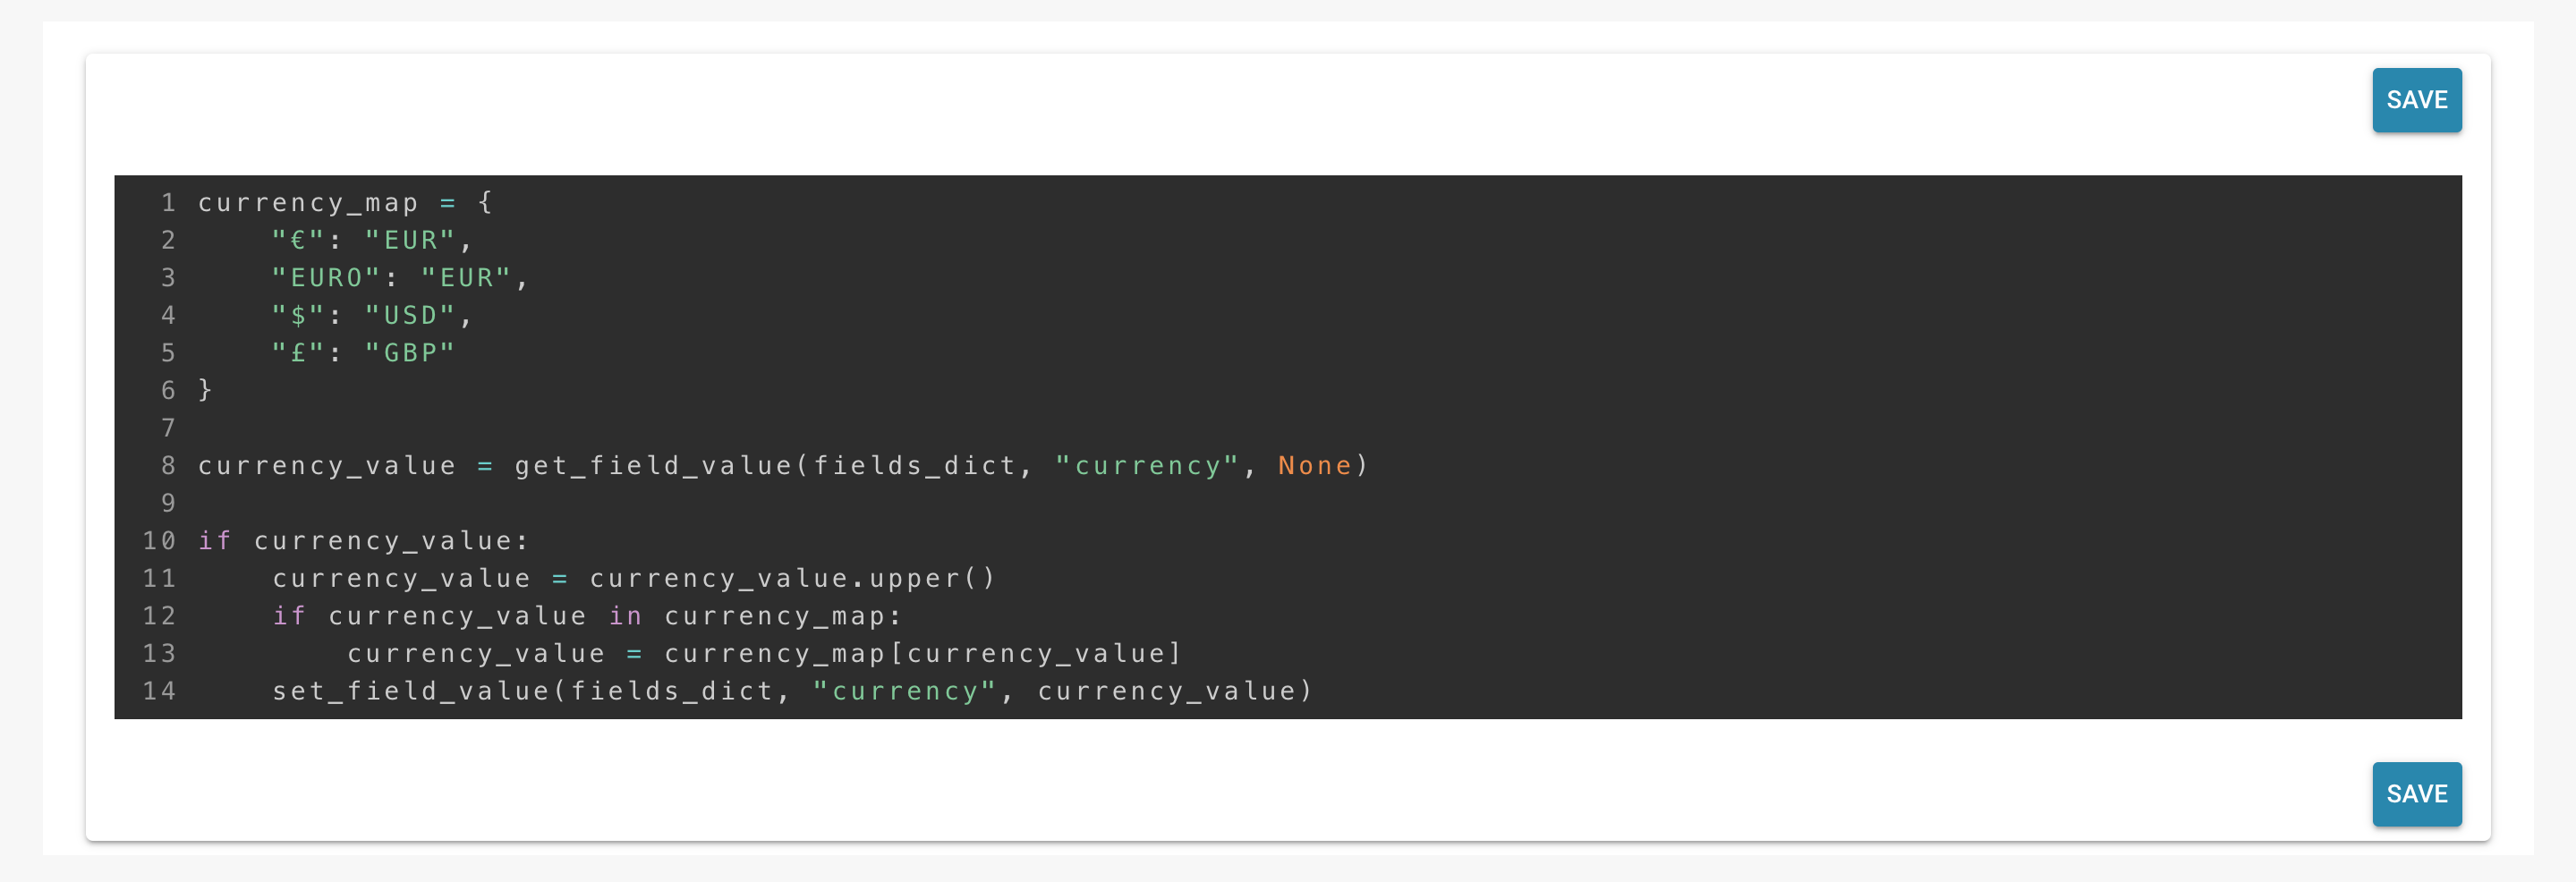 SAVE
1 currency_map = {
2     "€": "EUR",
3     "EURO": "EUR",
4     "$": "USD",
5     "£": "GBP"
6 }
7
8 currency_value = get_field_value(fields_dict, "currency", None)
9
10 if currency_value:
11     currency_value = currency_value.upper()
12     if currency_value in currency_map:
13         currency_value = currency_map[currency_value]
14     set_field_value(fields_dict, "currency", currency_value)
SAVE